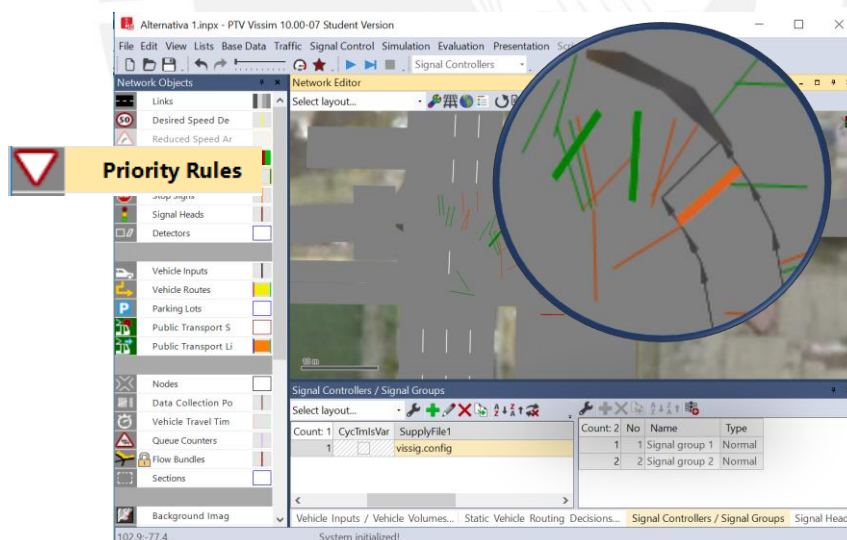 Alternativa 1.inpx - PTV Vissim 10.00-07 Student Version
File Edit View Lists Base Data Traffic Signal Control Simulation Evaluation Presentation
Signal Controllers
Network Objects
Network Editor
Select layout...
Links
Desired Speed De
Reduced Speed Ar
Priority Rules
Stop Signs
Signal Heads
Detectors
Vehicle Inputs
Vehicle Routes
Parking Lots
Public Transport S
Public Transport Li
Nodes
Data Collection Po
Vehicle Travel Tim
Queue Counters
Flow Bundles
Sections
Background Imag
10 m
Signal Controllers / Signal Groups
Select layout...
Count: 1 CycTmIsVar SupplyFile1
1 vissig.config
Count: 2 No Name Type
1 1 Signal group 1 Normal
2 2 Signal group 2 Normal
Vehicle Inputs / Vehicle Volumes... Static Vehicle Routing Decisions... Signal Controllers / Signal Groups Signal Head
102.9:-77.4 System initialized!